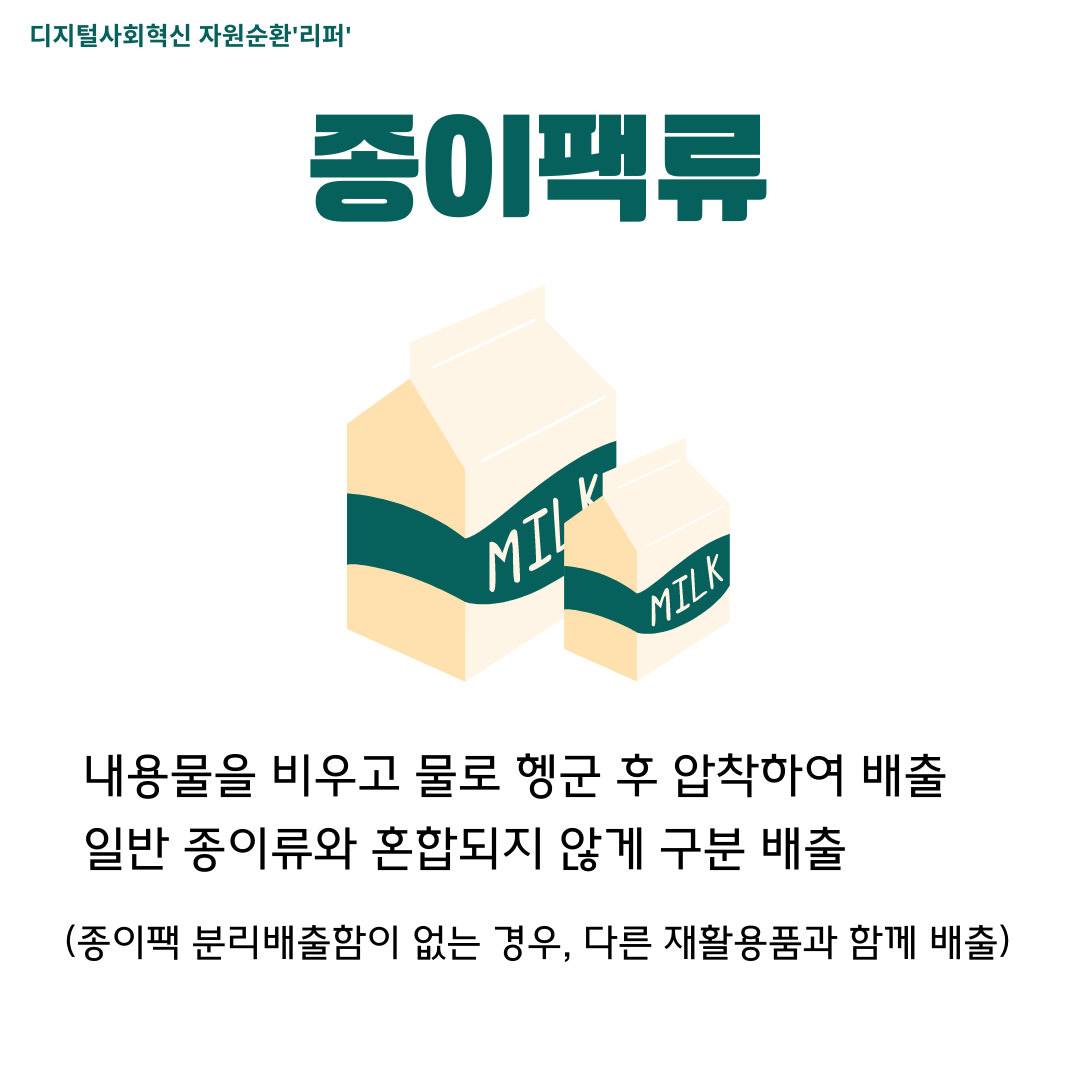 디지털사회혁신 자원순환'리퍼'
종이팩류
MILK
MILK
내용물을 비우고 물로 헹군 후 압착하여 배출
일반 종이류와 혼합되지 않게 구분 배출
(종이팩 분리배출함이 없는 경우, 다른 재활용품과 함께 배출)